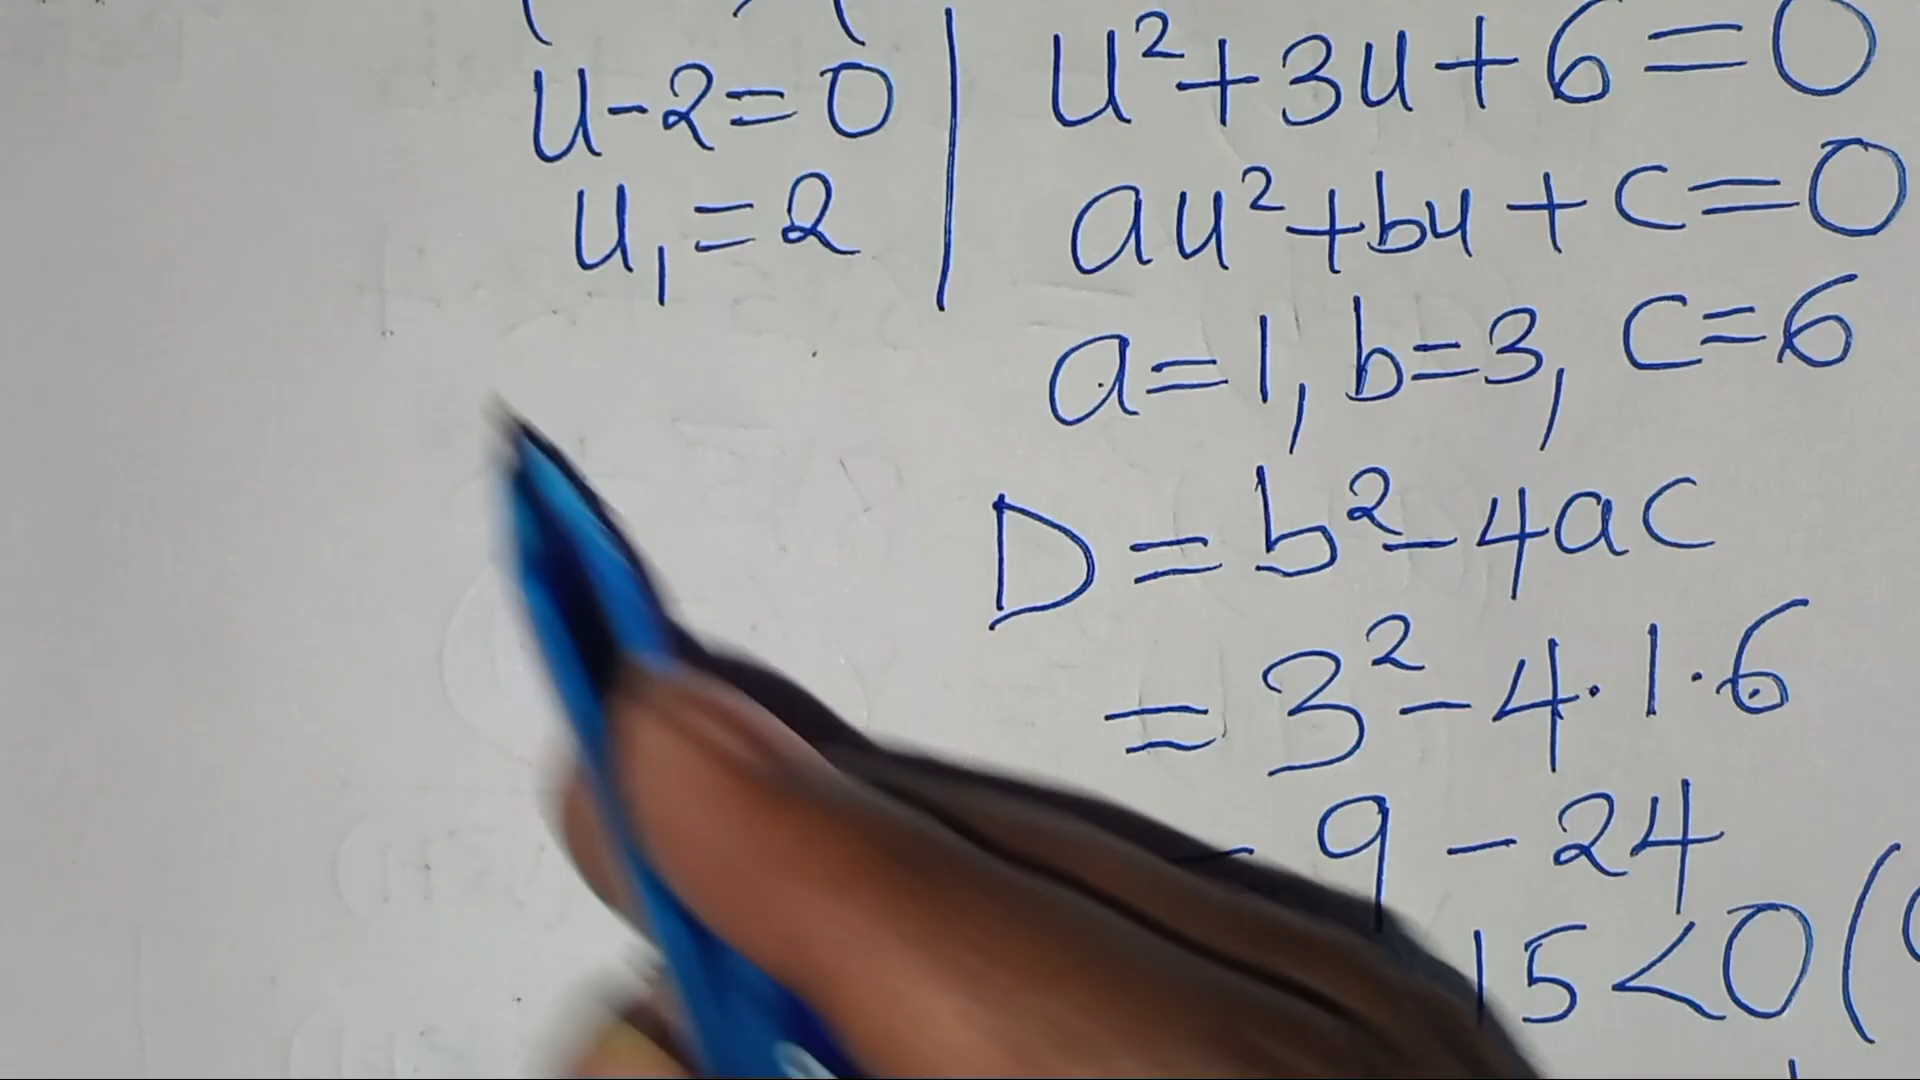 u-2=0
u₁=2
u²+3u+6=0
au²+bu+c=0
a=1, b=3, c=6
D=b²-4ac
=3²-4·1·6
9-24
15<0(